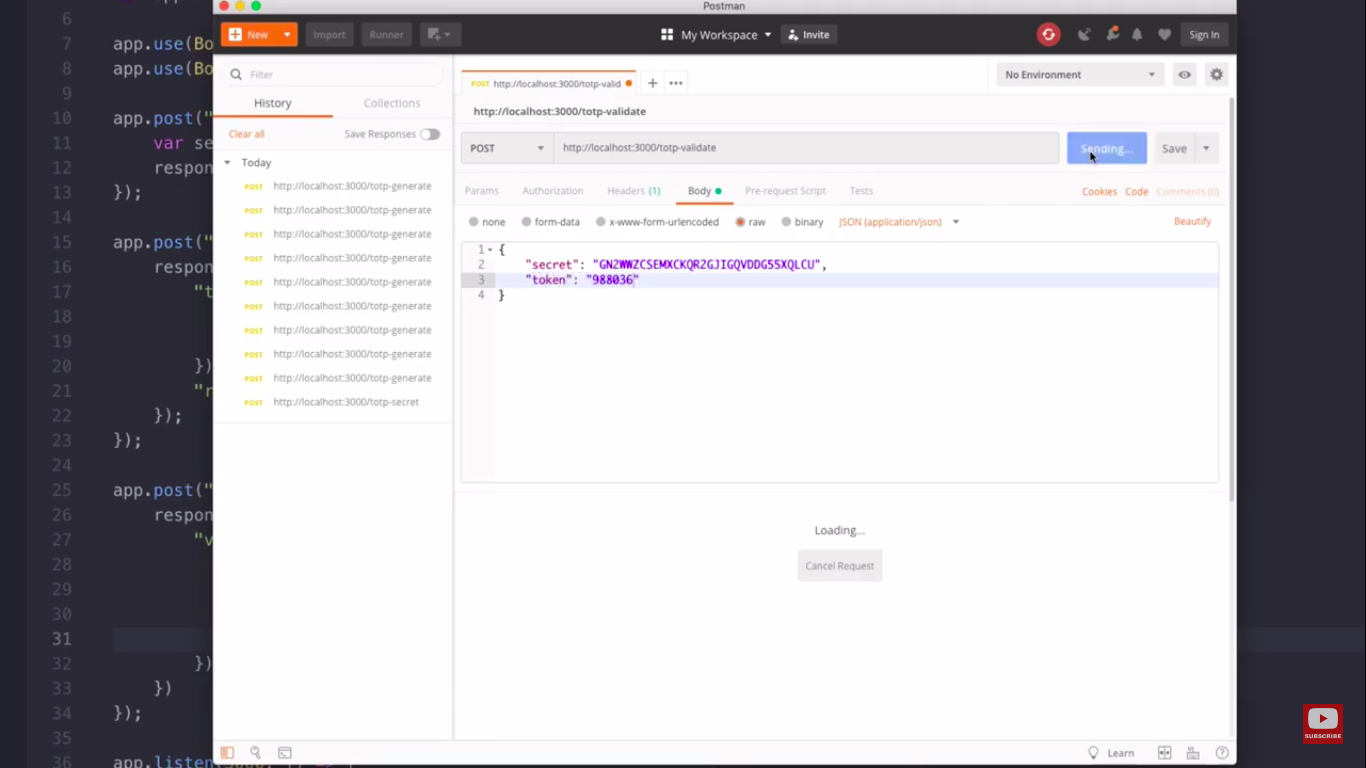 Postman
New
Import
Runner
My Workspace
Invite
Sign In
Filter
History
Collections
Clear all
Save Responses
Today
POST http://localhost:3000/totp-generate
POST http://localhost:3000/totp-generate
POST http://localhost:3000/totp-generate
POST http://localhost:3000/totp-generate
POST http://localhost:3000/totp-generate
POST http://localhost:3000/totp-generate
POST http://localhost:3000/totp-generate
POST http://localhost:3000/totp-generate
POST http://localhost:3000/totp-generate
POST http://localhost:3000/totp-secret
POST http://localhost:3000/totp-valid
No Environment
http://localhost:3000/totp-validate
POST http://localhost:3000/totp-validate
Sending...
Save
Params Authorization Headers (1) Body Pre-request Script Tests
Cookies Code Comments (0)
none form-data x-www-form-urlencoded raw binary JSON (application/json)
Beautify
1 {
2 "secret": "GN2WWZCSEMXCKQR2GJIGQVDDG55XQLCU",
3 "token": "988036"
4 }
Loading...
Cancel Request
Learn
6
7 app.use(Bo
8 app.use(Bo
9
10 app.post("
11 var se
12 respon
13 });
14
15 app.post("
16 respon
17 "t
18
19
20 })
21 "r
22 });
23 });
24
25 app.post("
26 respon
27 "v
28
29
30
31
32 })
33 })
34 });
35
36 app.listen(
SUBSCRIBE